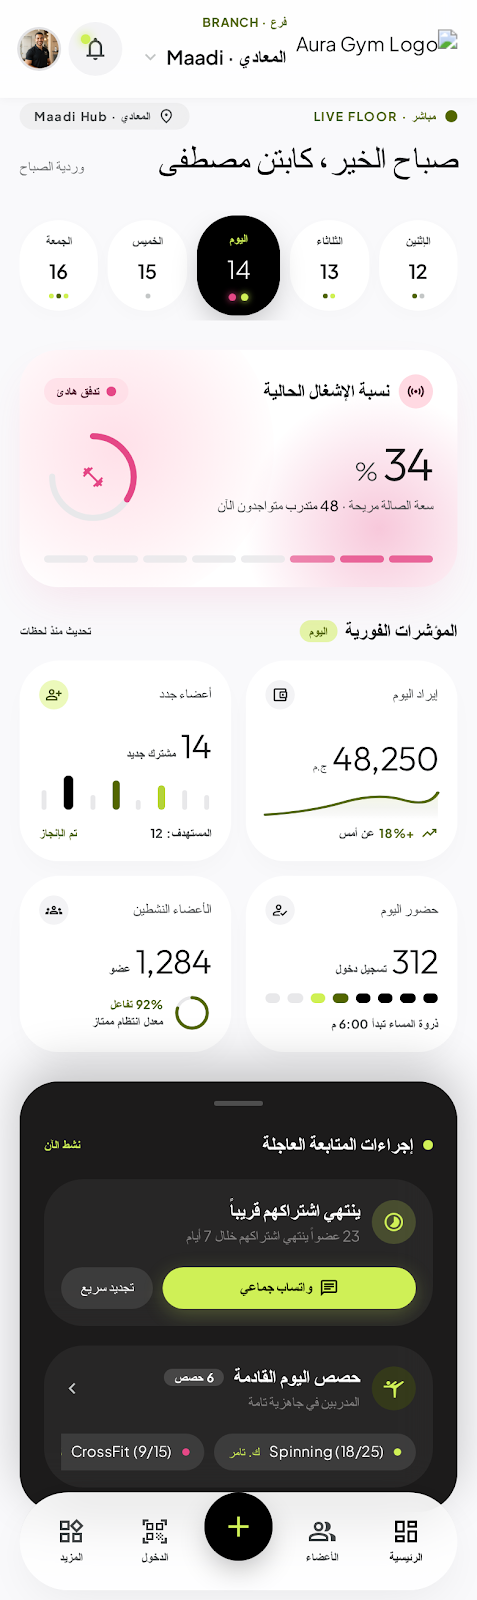 فرع · BRANCH
Aura Gym Logo
المعادي · Maadi
مباشر · LIVE FLOOR
المعادي · Maadi Hub
صباح الخير، كابتن مصطفى
وردية الصباح
الإثنين
12
الثلاثاء
13
اليوم
14
الخميس
15
الجمعة
16
نسبة الإشغال الحالية
تدفق هادئ
34 %
سعة الصالة مريحة · 48 متدرب متواجدون الآن
المؤشرات الفورية
اليوم
تحديث منذ لحظات
إيراد اليوم
48,250 ج.م
+18% عن أمس
أعضاء جدد
14 مشترك جديد
المستهدف: 12
تم الإنجاز
حضور اليوم
312 تسجيل دخول
ذروة المساء تبدأ 6:00 م
الأعضاء النشطين
1,284 عضو
92% تفاعل
معدل انتظام ممتاز
إجراءات المتابعة العاجلة
نشط الآن
ينتهي اشتراكهم قريباً
23 عضواً ينتهي اشتراكهم خلال 7 أيام
واتساب جماعي
تجديد سريع
حصص اليوم القادمة
6 حصص
المدربين في جاهزية تامة
Spinning (18/25) ك. تامر
CrossFit (9/15)
الرئيسية
الأعضاء
الدخول
المزيد